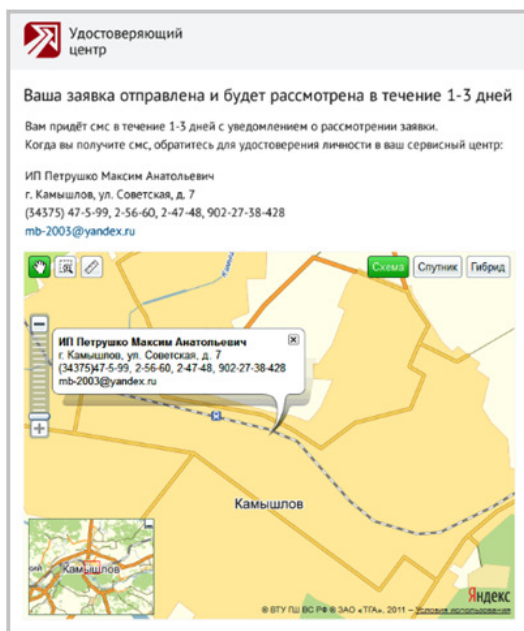 Удостоверяющий
центр
Ваша заявка отправлена и будет рассмотрена в течение 1-3 дней
Вам придёт смс в течение 1-3 дней с уведомлением о рассмотрении заявки.
Когда вы получите смс, обратитесь для удостоверения личности в ваш сервисный центр:
ИП Петрушко Максим Анатольевич
г. Камышлов, ул. Советская, д. 7
(34375) 47-5-99, 2-56-60, 2-47-48, 902-27-38-428
mb-2003@yandex.ru
Схема Спутник Гибрид
ИП Петрушко Максим Анатольевич
г. Камышлов, ул. Советская, д. 7
(34375)47-5-99, 2-56-60, 2-47-48, 902-27-38-428
mb-2003@yandex.ru
Камышлов
Камышлов
Яндекс
© ВТУ ГШ ВС РФ © ЗАО «ТГА», 2011 – Условия использования